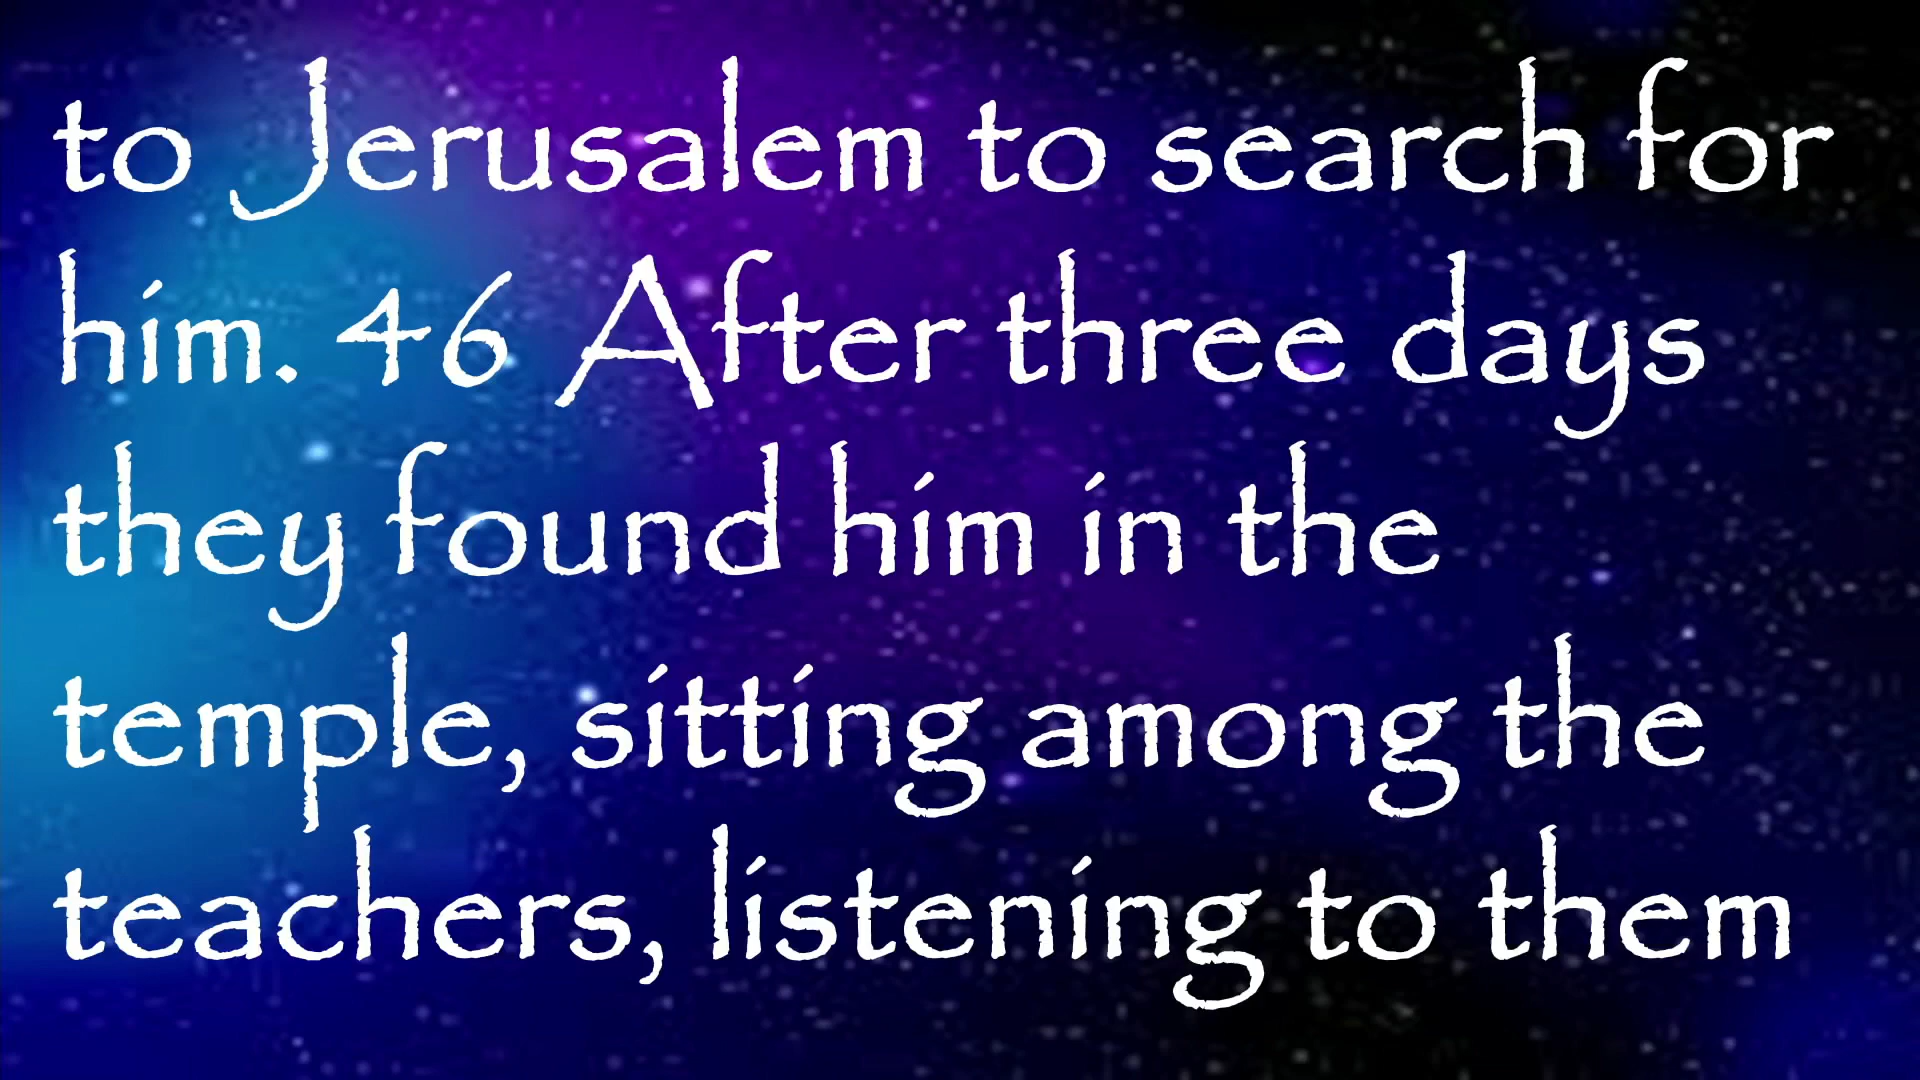 to Jerusalem to search for
him. 46 After three days
they found him in the
temple, sitting among the
teachers, listening to them